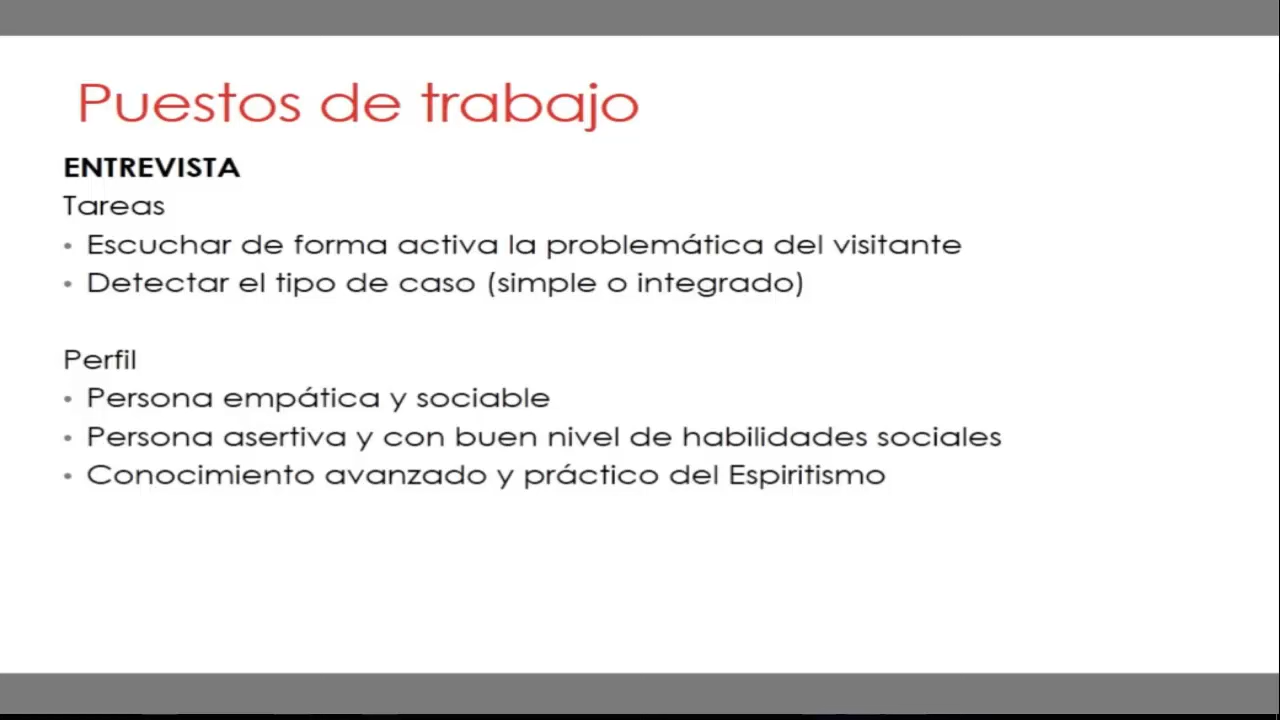 Puestos de trabajo
ENTREVISTA
Tareas
• Escuchar de forma activa la problemática del visitante
• Detectar el tipo de caso (simple o integrado)
Perfil
• Persona empática y sociable
• Persona asertiva y con buen nivel de habilidades sociales
• Conocimiento avanzado y práctico del Espiritismo